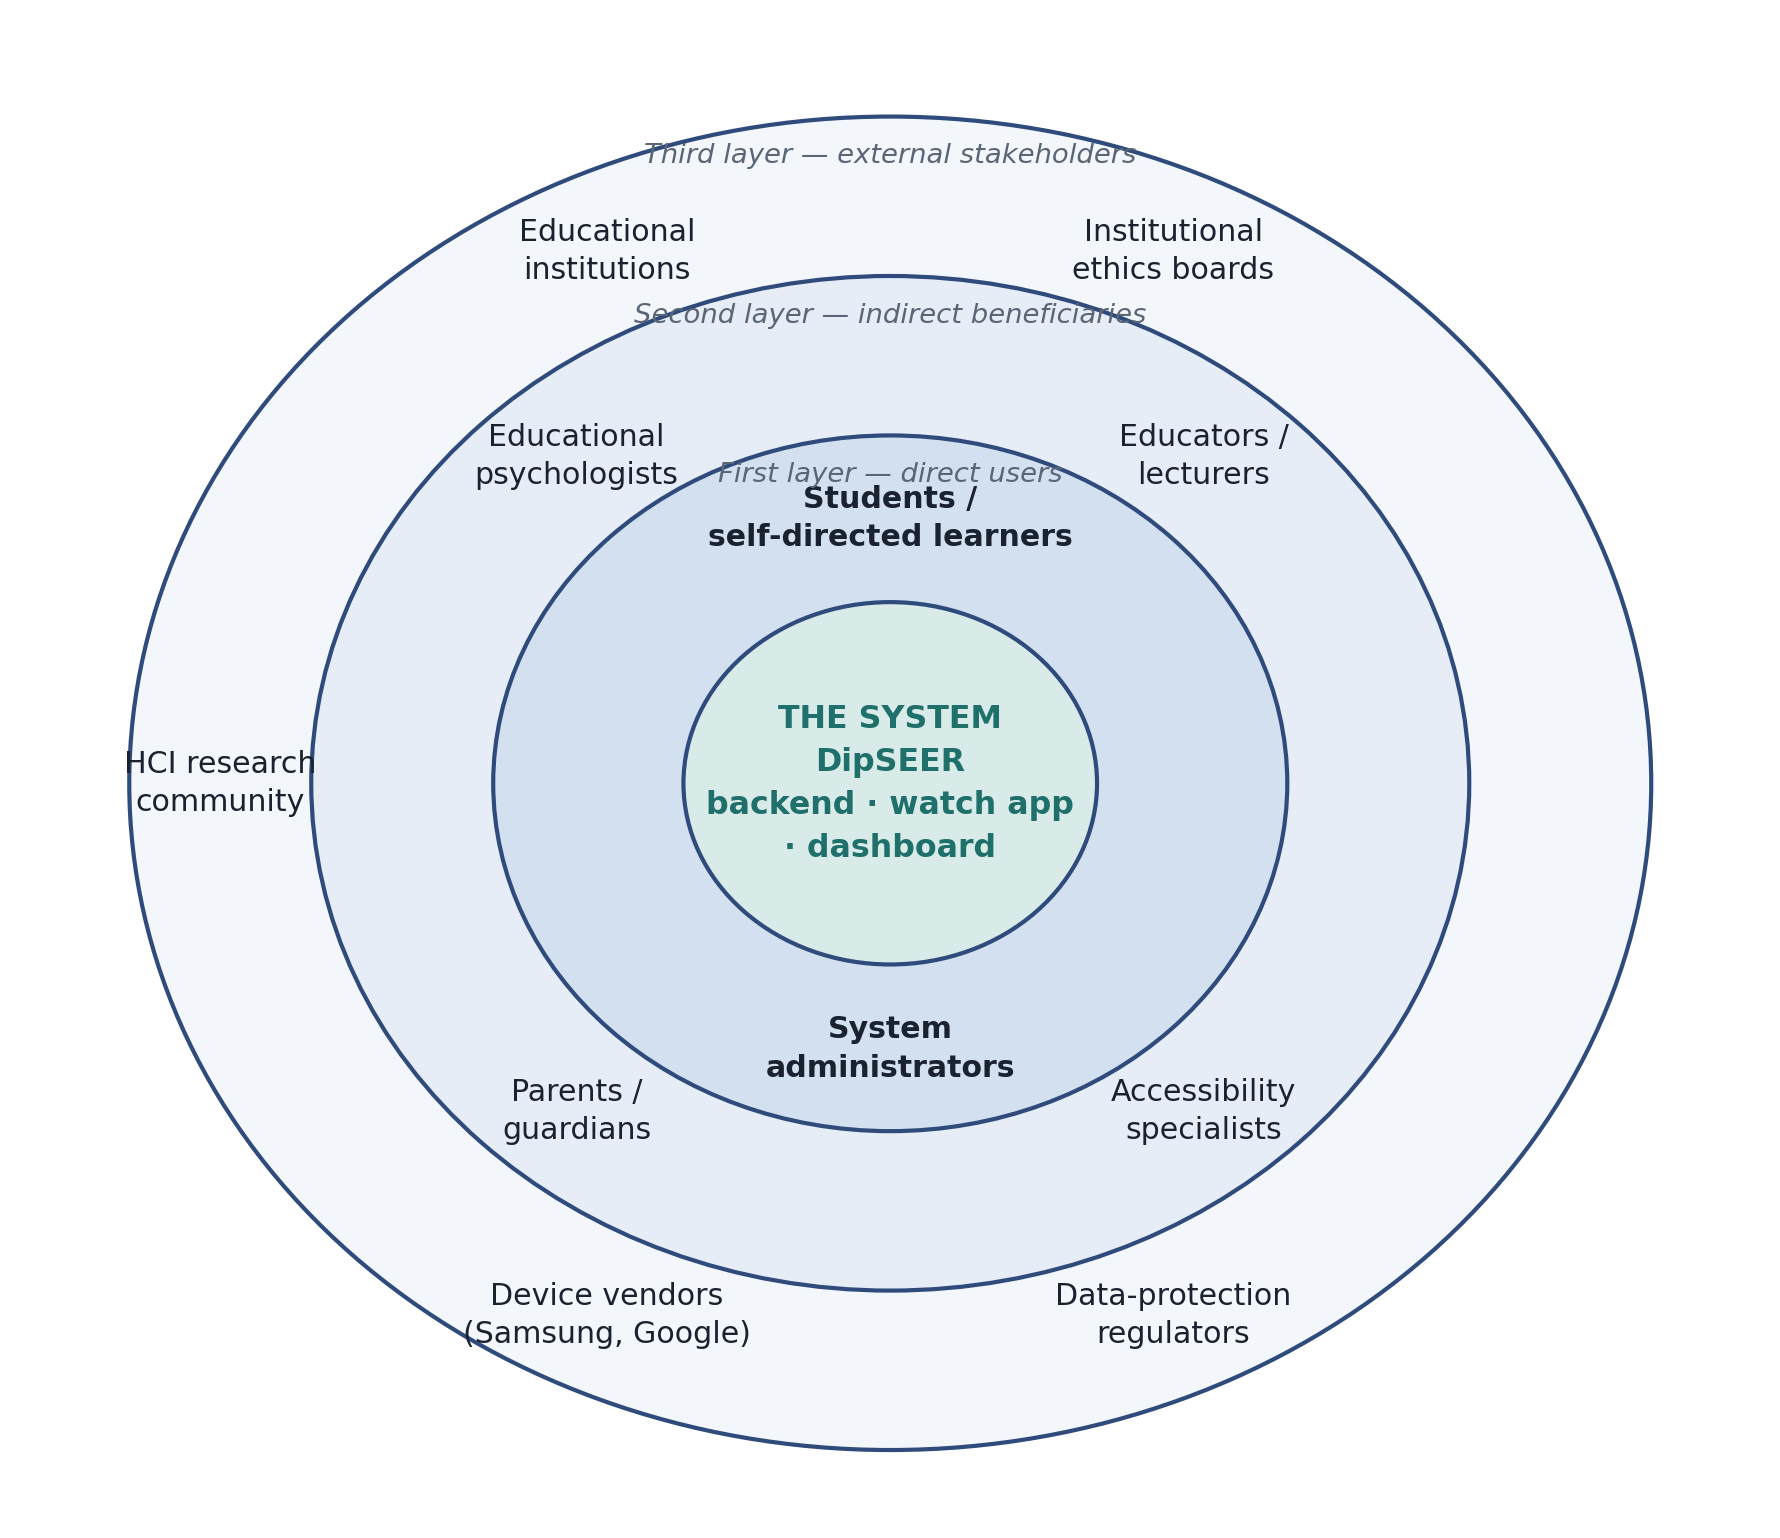 Third layer — external stakeholders
Educational
institutions
Institutional
ethics boards
Second layer — indirect beneficiaries
Educational
psychologists
Educators /
lecturers
First layer — direct users
Students /
self-directed learners
THE SYSTEM
DipSEER
backend · watch app
· dashboard
HCI research
community
System
administrators
Parents /
guardians
Accessibility
specialists
Device vendors
(Samsung, Google)
Data-protection
regulators